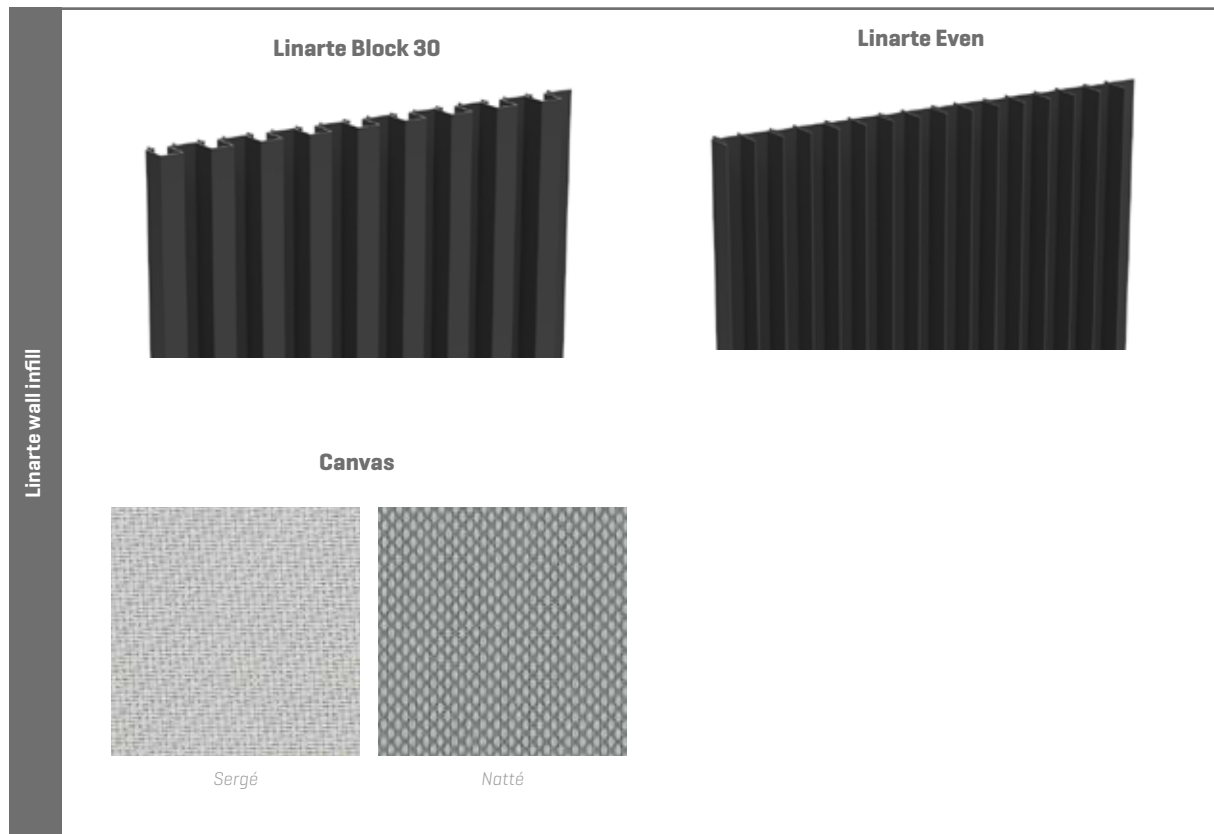 Linarte wall infill
Linarte Block 30
Linarte Even
Canvas
Sergé
Natté